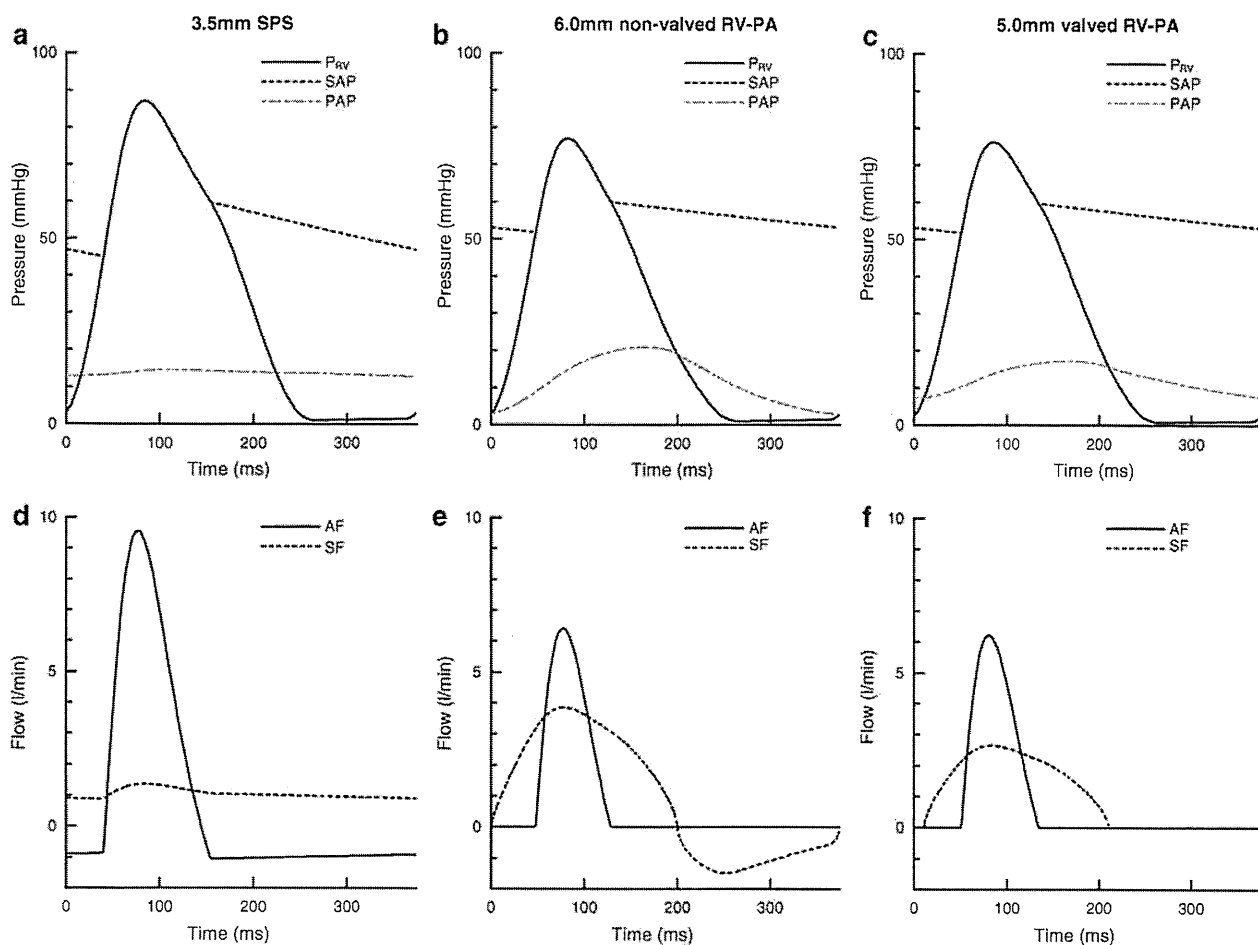 3.5mm SPS
6.0mm non-valved RV-PA
5.0mm valved RV-PA
a
b
c
100
50
0
Pressure (mmHg)
P_RV
SAP
PAP
0 100 200 300
Time (ms)
100
50
0
Pressure (mmHg)
P_RV
SAP
PAP
0 100 200 300
Time (ms)
100
50
0
Pressure (mmHg)
P_RV
SAP
PAP
0 100 200 300
Time (ms)
d
10
5
0
Flow (l/min)
AF
SF
0 100 200 300
Time (ms)
e
10
5
0
Flow (l/min)
AF
SF
0 100 200 300
Time (ms)
f
10
5
0
Flow (l/min)
AF
SF
0 100 200 300
Time (ms)